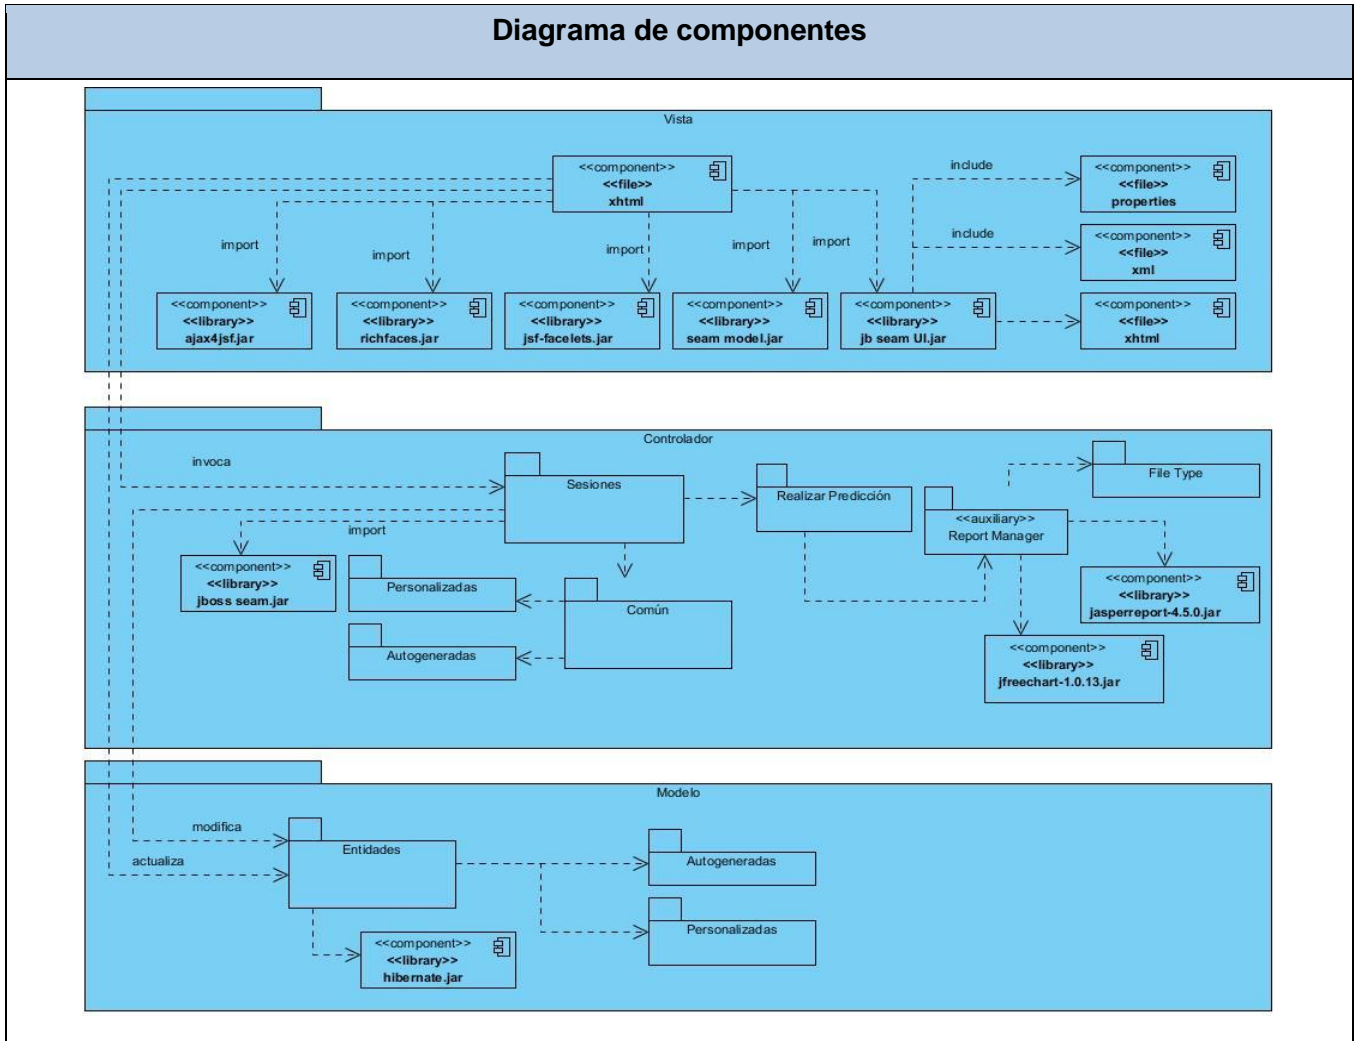 Diagrama de componentes
Vista
<<component>>
<<file>>
xhtml
include
<<component>>
<<file>>
properties
include
<<component>>
<<file>>
xml
import
import
import
import
import
<<component>>
<<library>>
ajax4jsf.jar
<<component>>
<<library>>
richfaces.jar
<<component>>
<<library>>
jsf-facelets.jar
<<component>>
<<library>>
seam model.jar
<<component>>
<<library>>
jb seam UI.jar
<<component>>
<<file>>
xhtml
Controlador
invoca
Sesiones
Realizar Predicción
File Type
<<auxiliary>>
Report Manager
import
<<component>>
<<library>>
jboss seam.jar
Personalizadas
Común
Autogeneradas
<<component>>
<<library>>
jasperreport-4.5.0.jar
<<component>>
<<library>>
jfreechart-1.0.13.jar
Modelo
modifica
actualiza
Entidades
Autogeneradas
Personalizadas
<<component>>
<<library>>
hibernate.jar